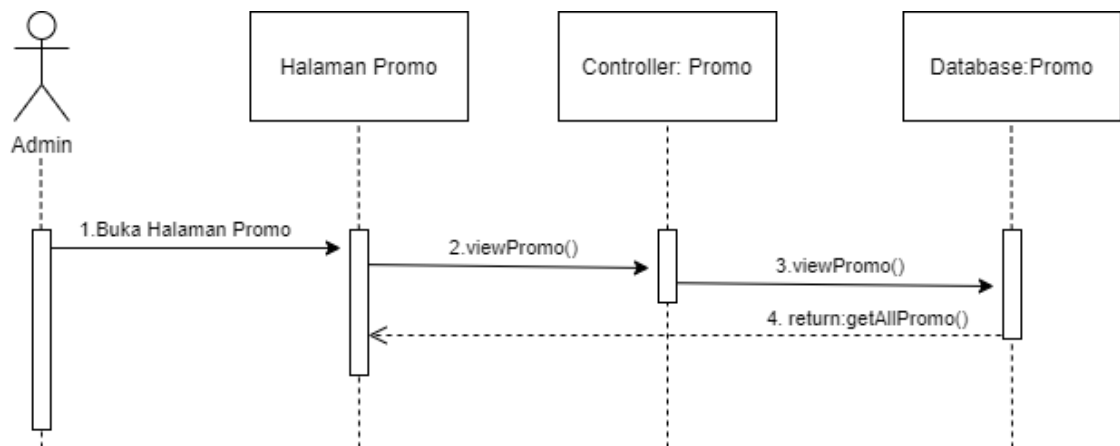 Halaman Promo
Controller: Promo
Database:Promo
Admin
1.Buka Halaman Promo
2.viewPromo()
3.viewPromo()
4. return:getAllPromo()